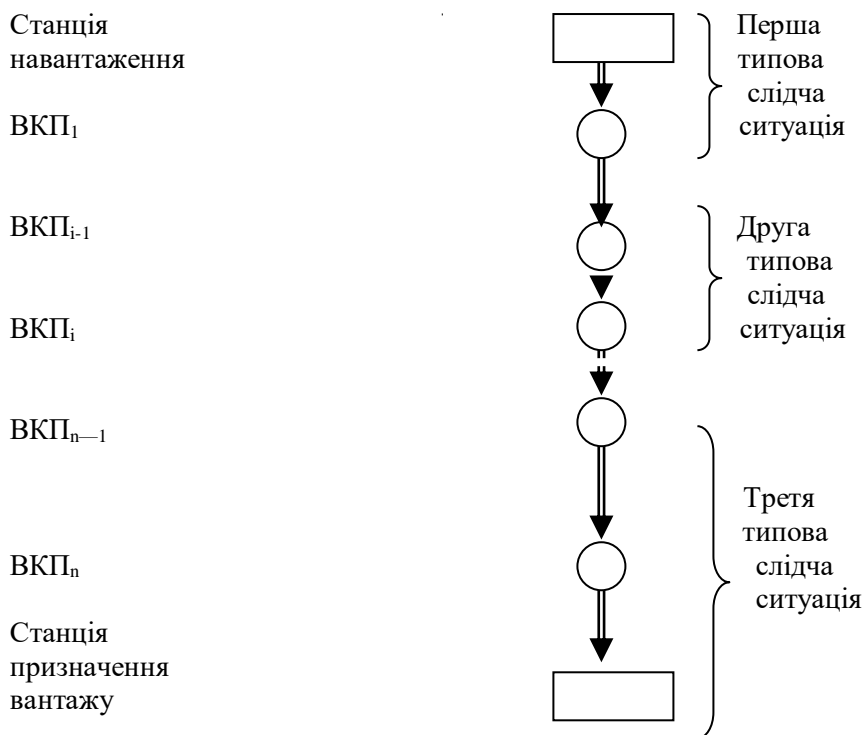 Станція
навантаження
ВКП₁
ВКПᵢ₋₁
ВКПᵢ
ВКПn—1
ВКПn
Станція
призначення
вантажу
Перша
типова
слідча
ситуація
Друга
типова
слідча
ситуація
Третя
типова
слідча
ситуація